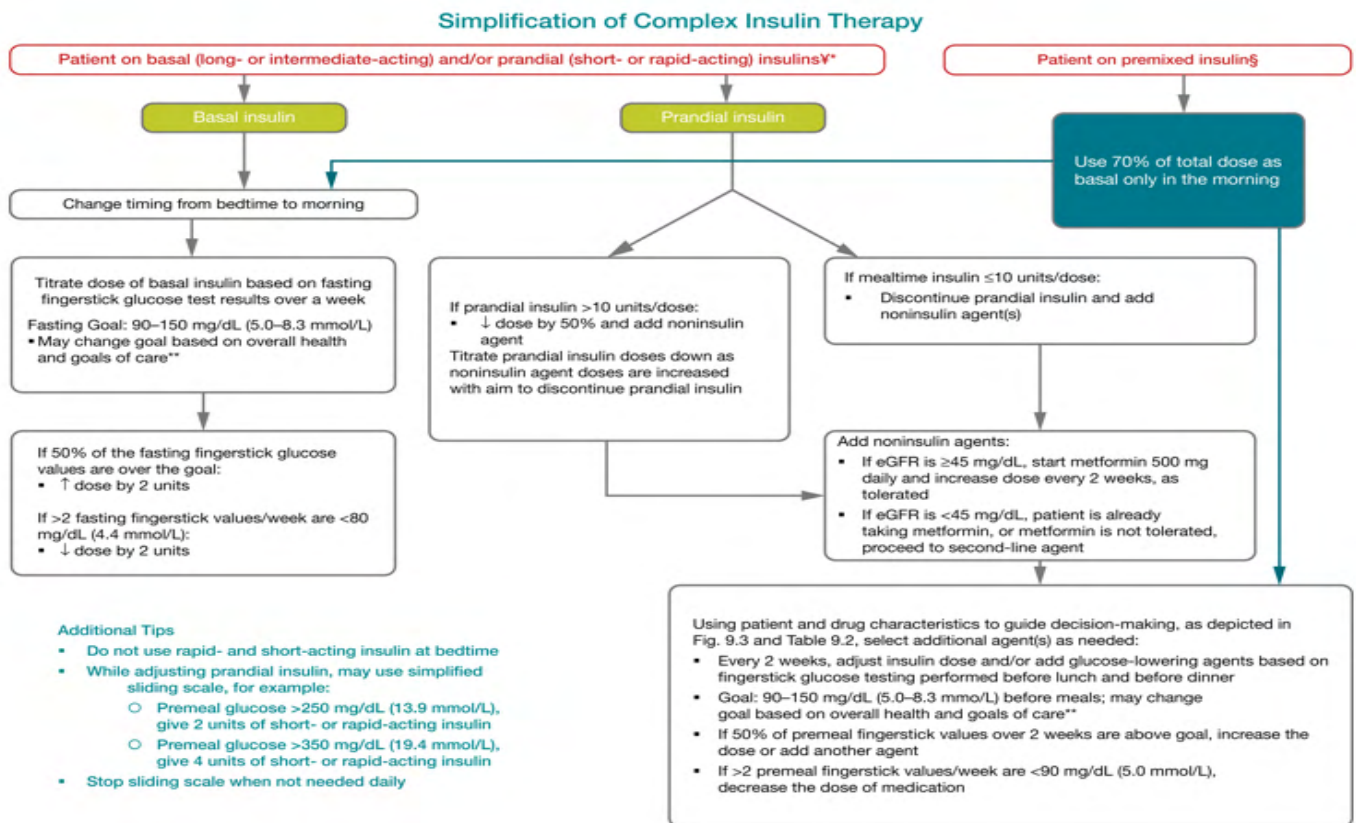 Simplification of Complex Insulin Therapy
Patient on basal (long- or intermediate-acting) and/or prandial (short- or rapid-acting) insulins¥*
Patient on premixed insulin§
Basal insulin
Prandial insulin
Use 70% of total dose as
basal only in the morning
Change timing from bedtime to morning
Titrate dose of basal insulin based on fasting
fingerstick glucose test results over a week
Fasting Goal: 90–150 mg/dL (5.0–8.3 mmol/L)
▪ May change goal based on overall health
and goals of care**
If 50% of the fasting fingerstick glucose
values are over the goal:
▪ ↑ dose by 2 units
If >2 fasting fingerstick values/week are <80
mg/dL (4.4 mmol/L):
▪ ↓ dose by 2 units
If prandial insulin >10 units/dose:
▪ ↓ dose by 50% and add noninsulin
agent
Titrate prandial insulin doses down as
noninsulin agent doses are increased
with aim to discontinue prandial insulin
If mealtime insulin ≤10 units/dose:
▪ Discontinue prandial insulin and add
noninsulin agent(s)
Add noninsulin agents:
▪ If eGFR is ≥45 mg/dL, start metformin 500 mg
daily and increase dose every 2 weeks, as
tolerated
▪ If eGFR is <45 mg/dL, patient is already
taking metformin, or metformin is not tolerated,
proceed to second-line agent
Using patient and drug characteristics to guide decision-making, as depicted in
Fig. 9.3 and Table 9.2, select additional agent(s) as needed:
▪ Every 2 weeks, adjust insulin dose and/or add glucose-lowering agents based on
fingerstick glucose testing performed before lunch and before dinner
▪ Goal: 90–150 mg/dL (5.0–8.3 mmo/L) before meals; may change
goal based on overall health and goals of care**
▪ If 50% of premeal fingerstick values over 2 weeks are above goal, increase the
dose or add another agent
▪ If >2 premeal fingerstick values/week are <90 mg/dL (5.0 mmol/L),
decrease the dose of medication
Additional Tips
▪ Do not use rapid- and short-acting insulin at bedtime
▪ While adjusting prandial insulin, may use simplified
sliding scale, for example:
○ Premeal glucose >250 mg/dL (13.9 mmol/L),
give 2 units of short- or rapid-acting insulin
○ Premeal glucose >350 mg/dL (19.4 mmol/L),
give 4 units of short- or rapid-acting insulin
▪ Stop sliding scale when not needed daily